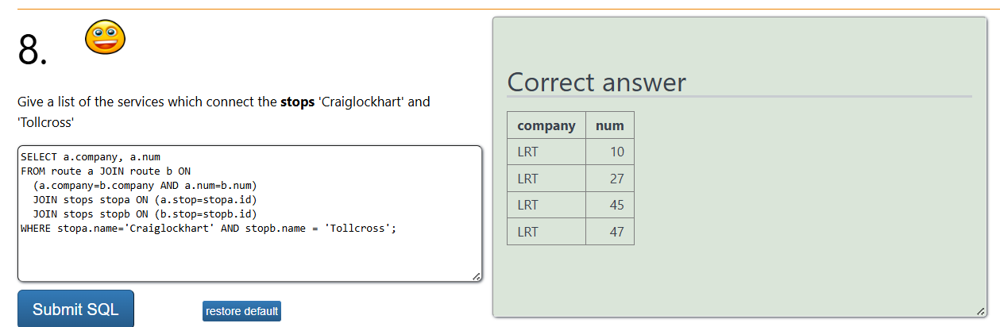 8.
Give a list of the services which connect the stops 'Craiglockhart' and
'Tollcross'
SELECT a.company, a.num
FROM route a JOIN route b ON
  (a.company=b.company AND a.num=b.num)
  JOIN stops stopa ON (a.stop=stopa.id)
  JOIN stops stopb ON (b.stop=stopb.id)
WHERE stopa.name='Craiglockhart' AND stopb.name = 'Tollcross';
Submit SQL
restore default
Correct answer
company num
LRT 10
LRT 27
LRT 45
LRT 47